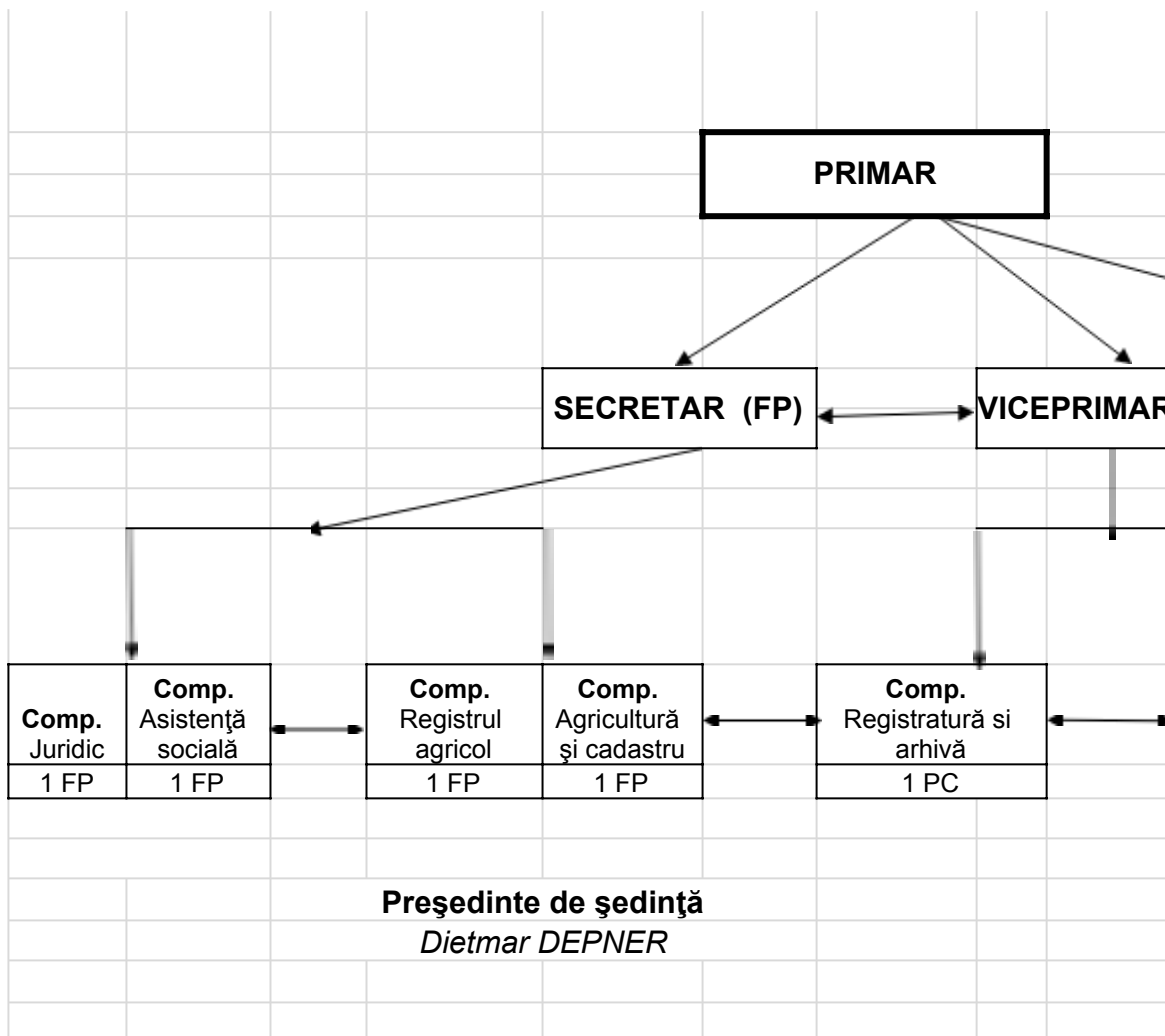 PRIMAR
SECRETAR (FP)
VICEPRIMAR
Comp.
Juridic
1 FP
Comp.
Asistenţă
socială
1 FP
Comp.
Registrul
agricol
1 FP
Comp.
Agricultură
şi cadastru
1 FP
Comp.
Registratură si
arhivă
1 PC
Preşedinte de şedinţă
Dietmar DEPNER